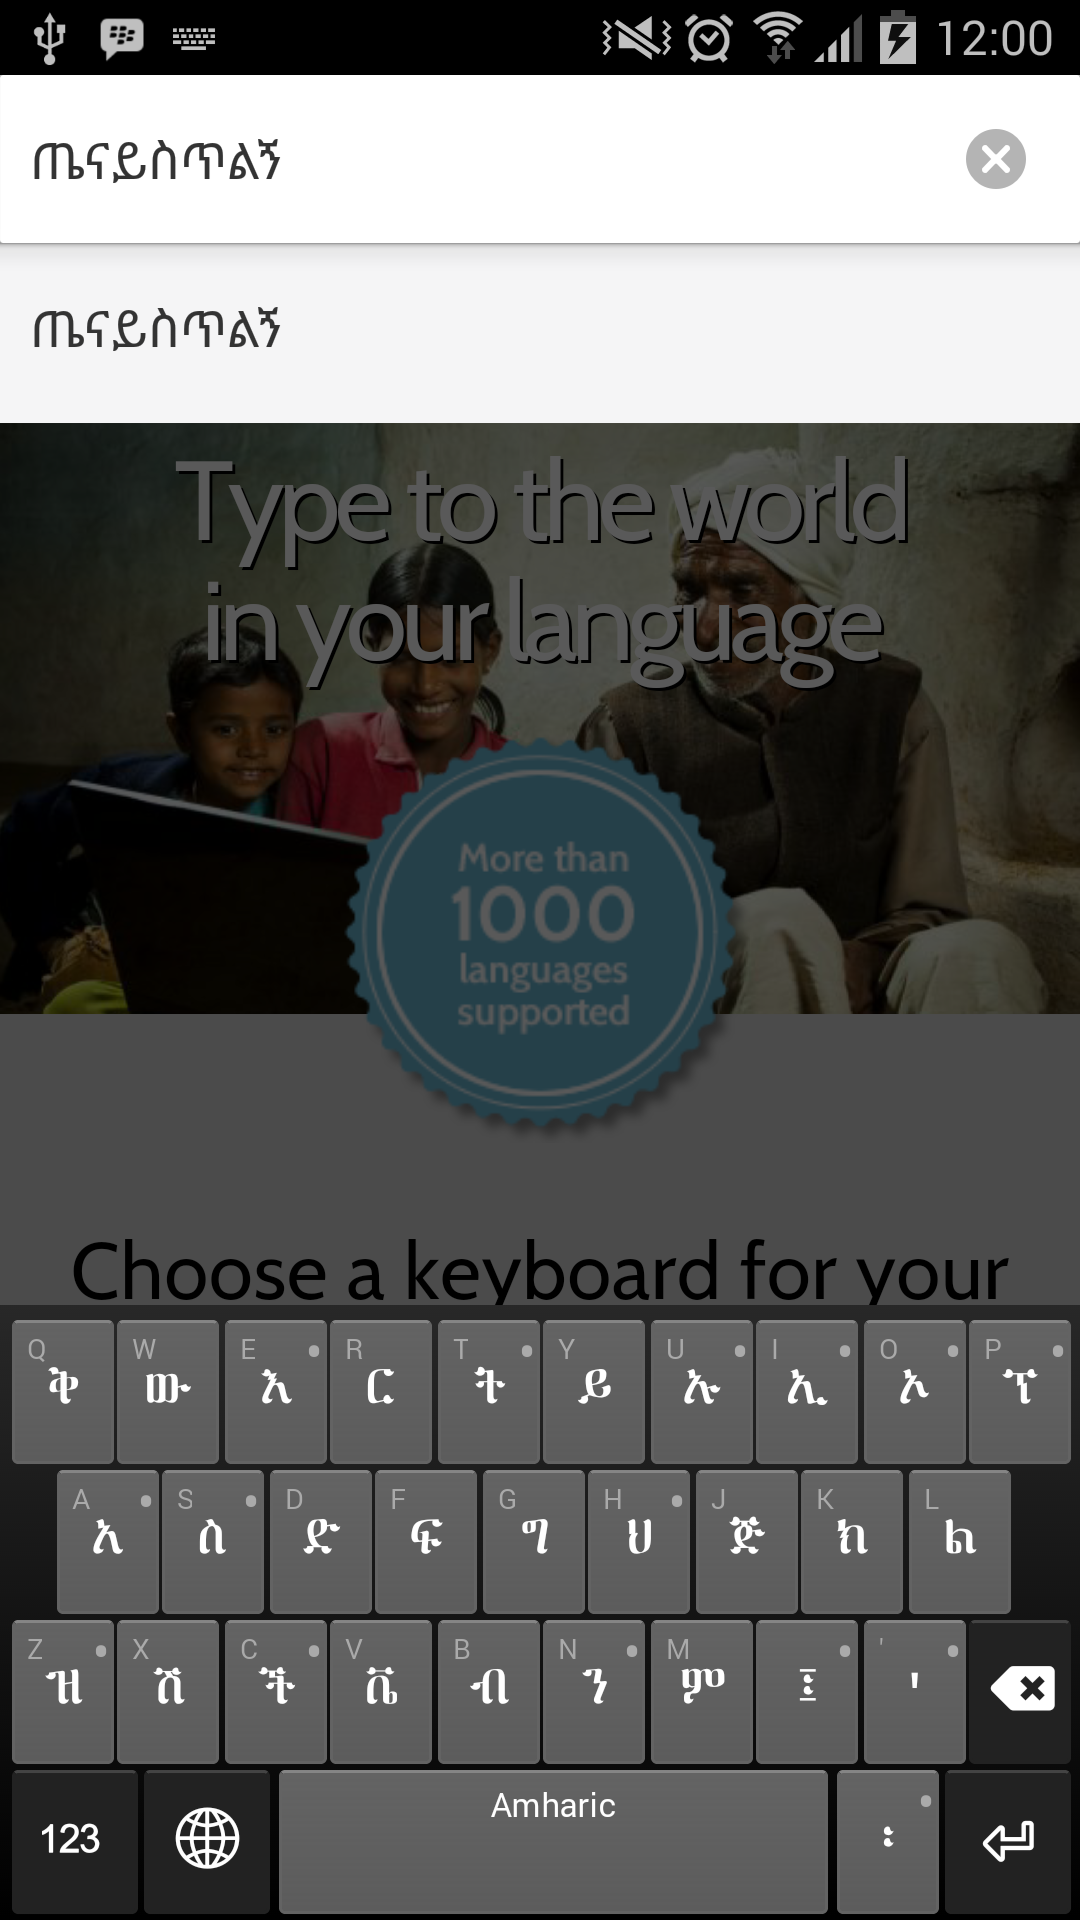 12:00
ጤናይስጥልኝ
ጤናይስጥልኝ
Type to the world
in your language
More than
1000
languages
supported
Choose a keyboard for your
Q W E R T Y U I O P
ቅ ው እ ር ት ይ ኡ ኢ ኦ ፕ
A S D F G H J K L
አ ስ ድ ፍ ግ ህ ጅ ክ ል
Z X C V B N M '
ዝ ሽ ች ቭ ብ ን ም ፤ '
123 Amharic ፡